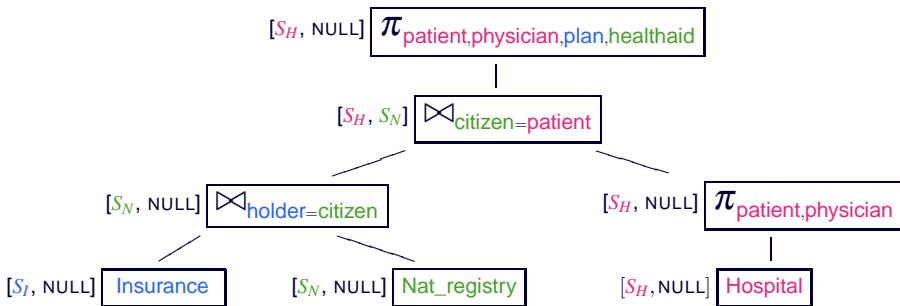 [S_H, NULL] π patient,physician,plan,healthaid
[S_H, S_N] ⋈ citizen=patient
[S_N, NULL] ⋈ holder=citizen [S_H, NULL] π patient,physician
[S_I, NULL] Insurance [S_N, NULL] Nat_registry [S_H,NULL] Hospital